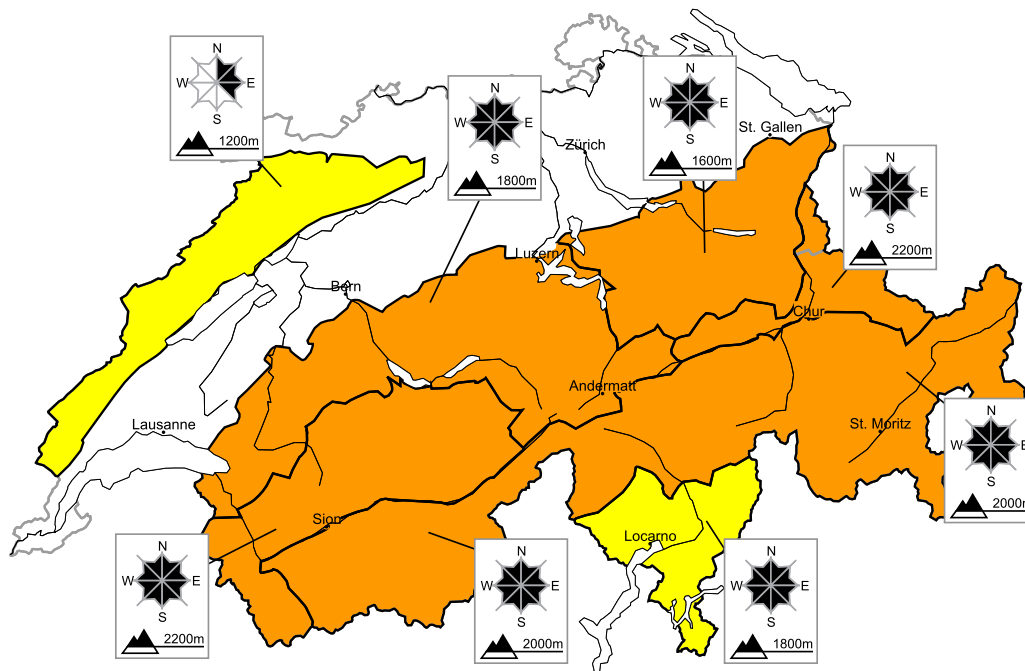 N
W E
S
1200m
N
W E
S
1800m
N
W E
S
1600m
N
W E
S
2200m
St. Gallen
Zürich
Luzern
Bern
Chur
Andermatt
Lausanne
St. Moritz
Sion
Locarno
N
W E
S
2000m
N
W E
S
2200m
N
W E
S
2000m
N
W E
S
1800m